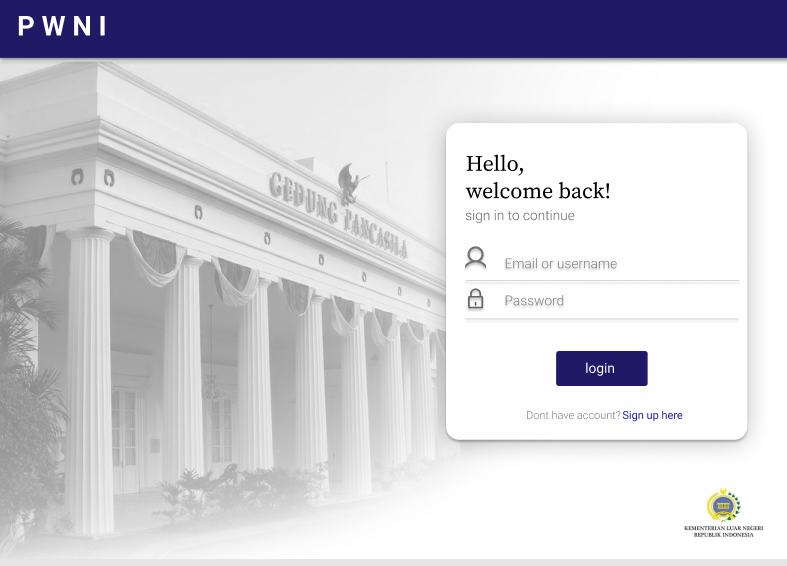 PWNI
GEDUNG PANCASILA
Hello,
welcome back!
sign in to continue
Email or username
Password
login
Dont have account? Sign up here
KEMENTERIAN LUAR NEGERI
REPUBLIK INDONESIA